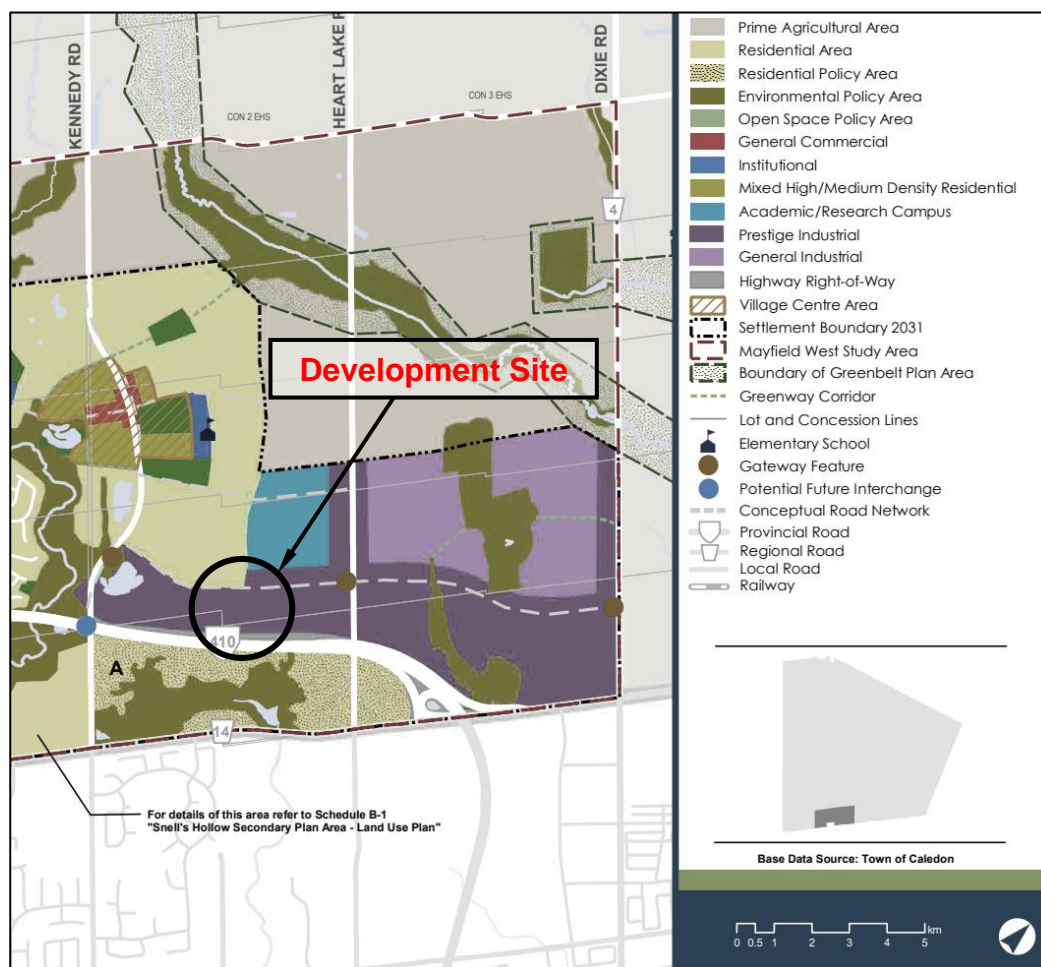 KENNEDY RD
HEART LAKE R
DIXIE RD
CON 2 EHS
CON 3 EHS
4
Development Site
410
A
14
For details of this area refer to Schedule B-1
"Snell's Hollow Secondary Plan Area - Land Use Plan"
Prime Agricultural Area
Residential Area
Residential Policy Area
Environmental Policy Area
Open Space Policy Area
General Commercial
Institutional
Mixed High/Medium Density Residential
Academic/Research Campus
Prestige Industrial
General Industrial
Highway Right-of-Way
Village Centre Area
Settlement Boundary 2031
Mayfield West Study Area
Boundary of Greenbelt Plan Area
Greenway Corridor
Lot and Concession Lines
Elementary School
Gateway Feature
Potential Future Interchange
Conceptual Road Network
Provincial Road
Regional Road
Local Road
Railway
Base Data Source: Town of Caledon
km
0 0.5 1 2 3 4 5